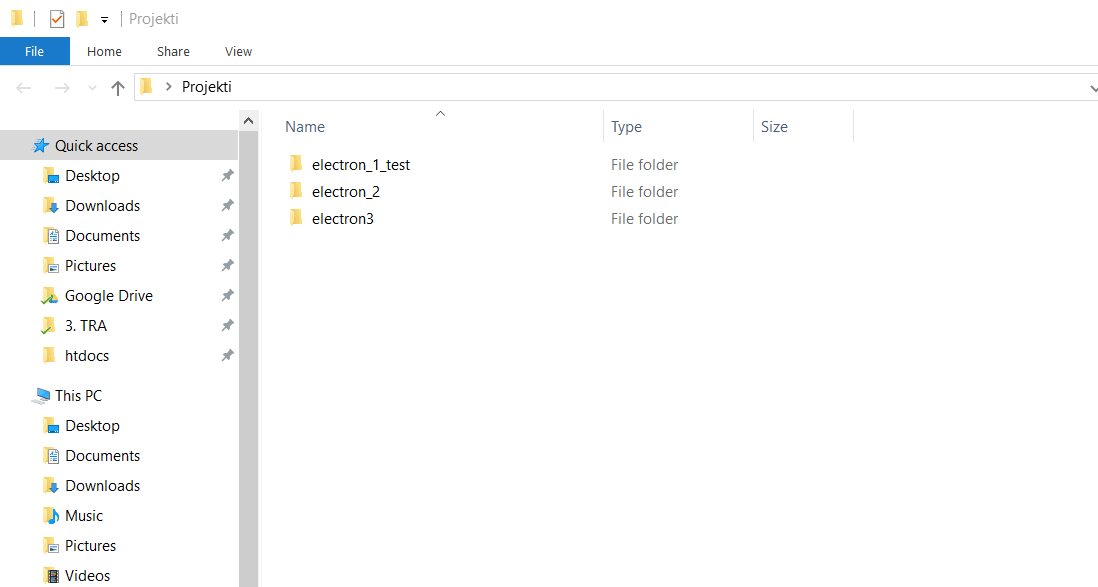 Projekti
File Home Share View
Projekti
Name Type Size
Quick access
Desktop
Downloads
Documents
Pictures
Google Drive
3. TRA
htdocs
This PC
Desktop
Documents
Downloads
Music
Pictures
Videos
electron_1_test File folder
electron_2 File folder
electron3 File folder